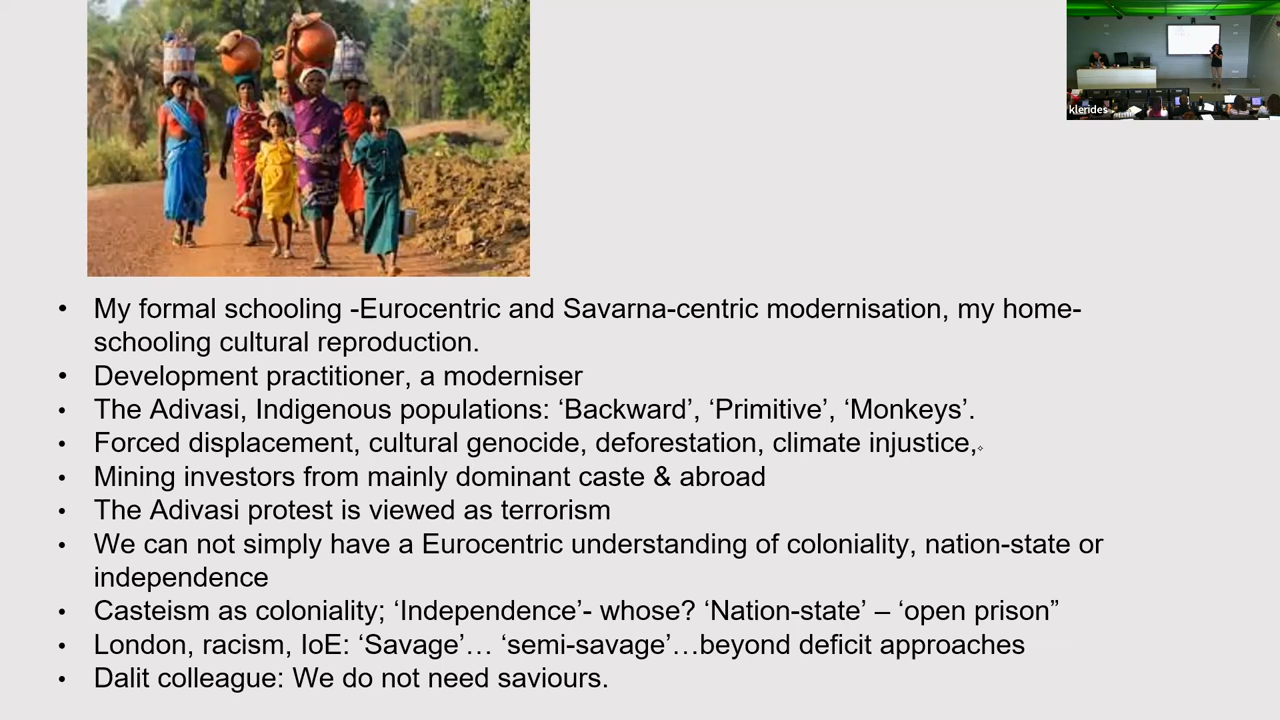 klerides
• My formal schooling -Eurocentric and Savarna-centric modernisation, my home-
schooling cultural reproduction.
• Development practitioner, a moderniser
• The Adivasi, Indigenous populations: ‘Backward’, ‘Primitive’, ‘Monkeys’.
• Forced displacement, cultural genocide, deforestation, climate injustice,
• Mining investors from mainly dominant caste & abroad
• The Adivasi protest is viewed as terrorism
• We can not simply have a Eurocentric understanding of coloniality, nation-state or
independence
• Casteism as coloniality; ‘Independence’- whose? ‘Nation-state’ – ‘open prison”
• London, racism, IoE: ‘Savage’… ‘semi-savage’…beyond deficit approaches
• Dalit colleague: We do not need saviours.